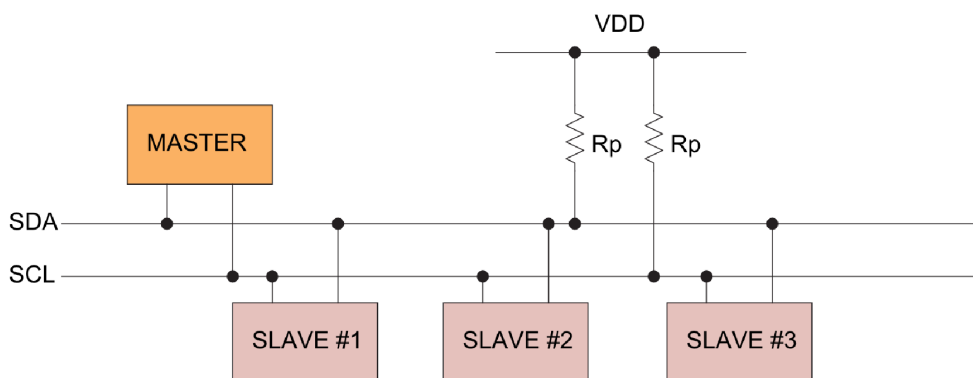 VDD
MASTER
Rp
Rp
SDA
SCL
SLAVE #1
SLAVE #2
SLAVE #3